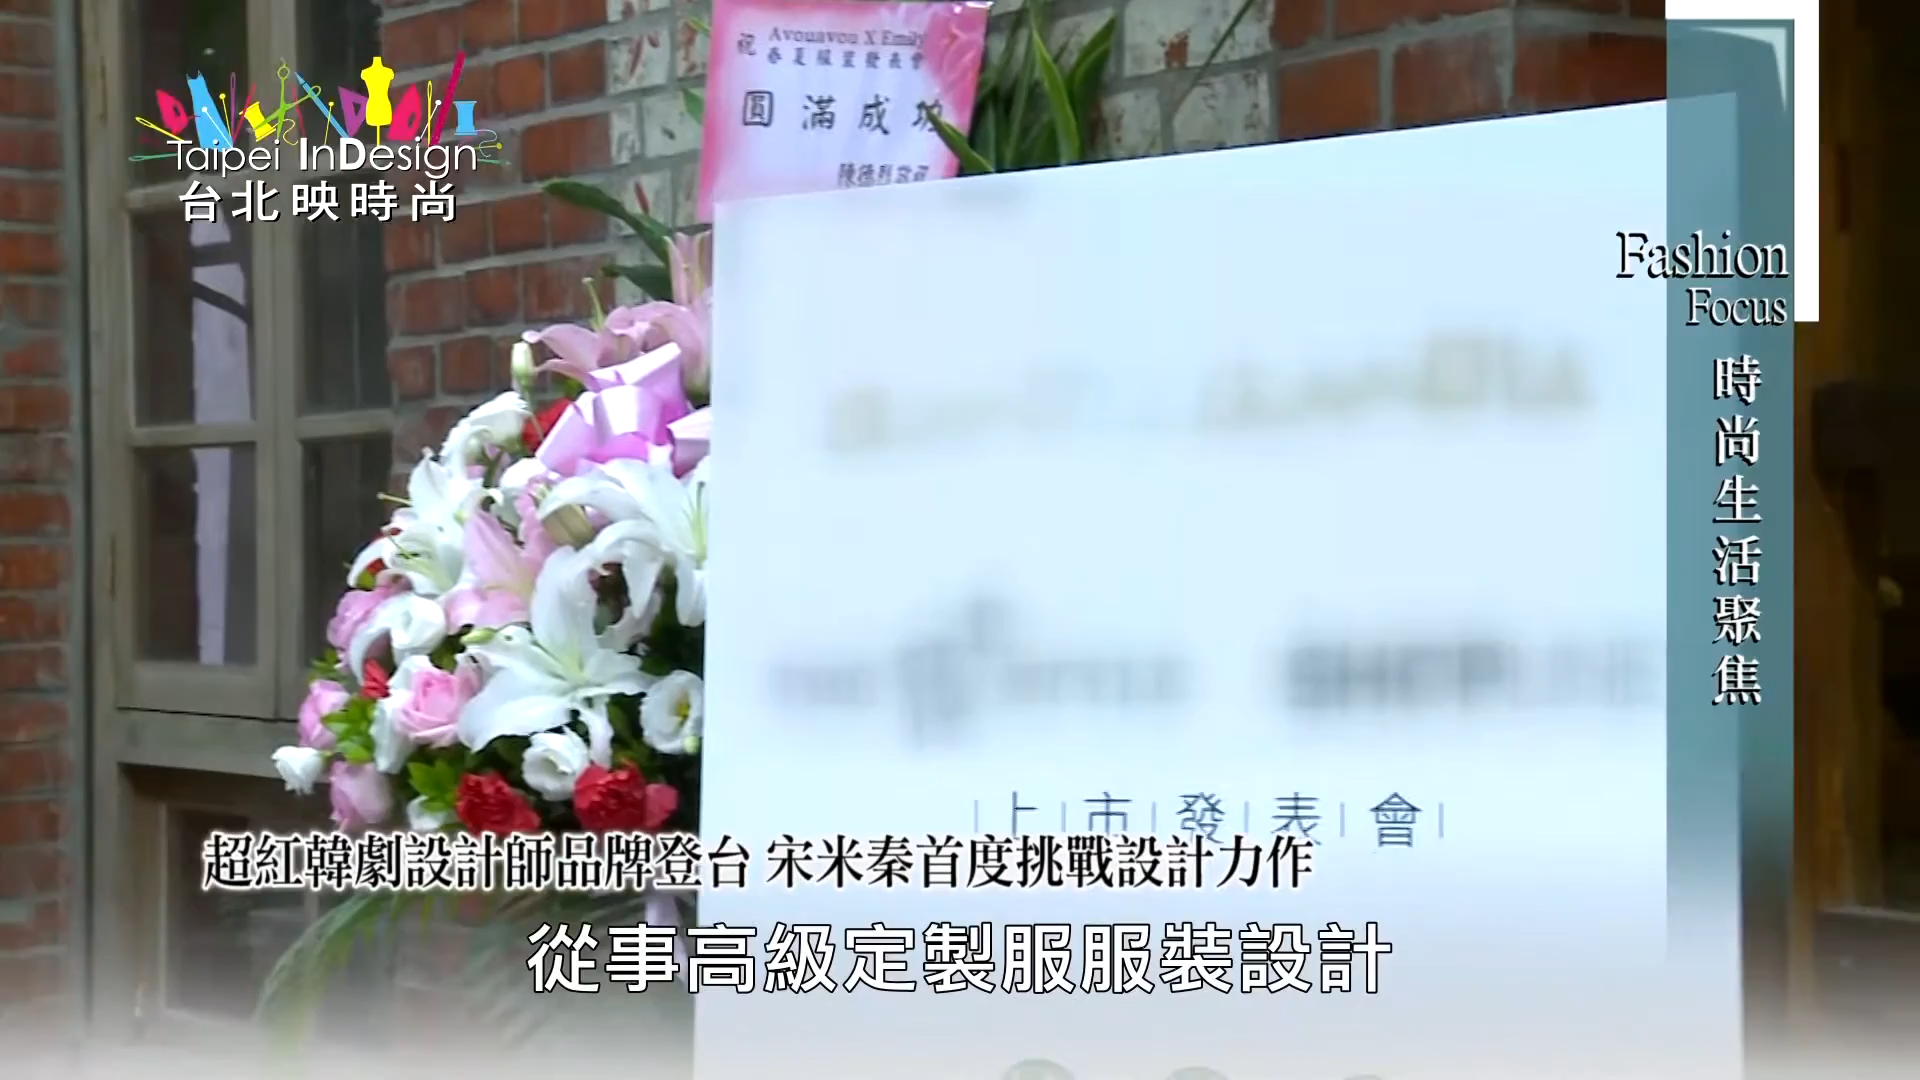 Avouavou X Emily
祝 春夏服裝發表會
圓滿成功
Taipei InDesign
台北映時尚
Fashion
Focus
時尚生活聚焦
上市發表會
超紅韓劇設計師品牌登台 宋米秦首度挑戰設計力作
從事高級定製服服裝設計